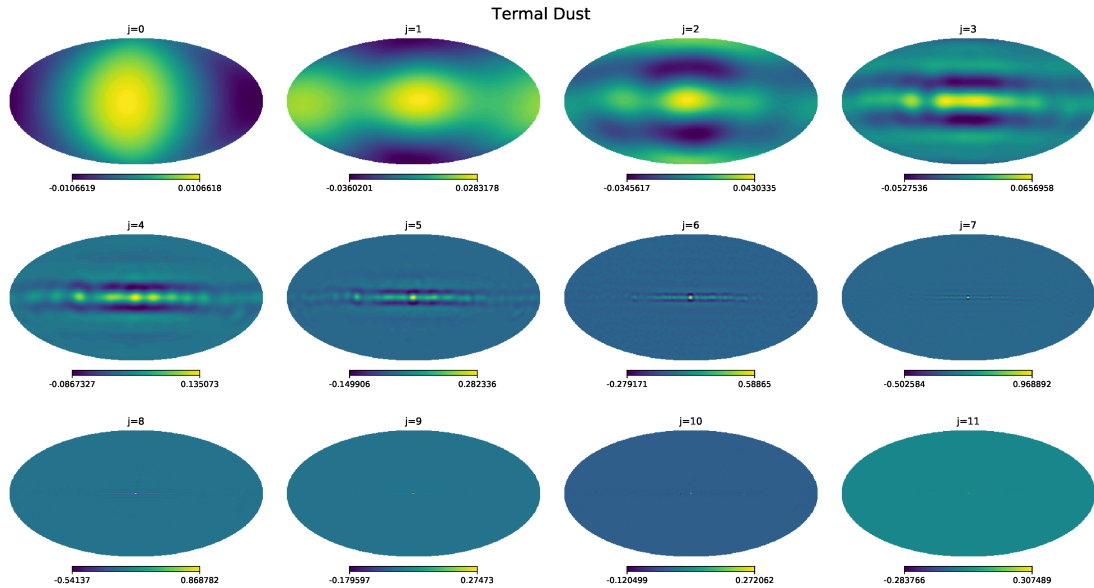 Termal Dust
j=0 j=1 j=2 j=3
-0.0106619 0.0106618 -0.0360201 0.0283178 -0.0345617 0.0430335 -0.0527536 0.0656958
j=4 j=5 j=6 j=7
-0.0867327 0.135073 -0.149906 0.282336 -0.279171 0.58865 -0.502584 0.968892
j=8 j=9 j=10 j=11
-0.54137 0.868782 -0.179597 0.27473 -0.120499 0.272062 -0.283766 0.307489